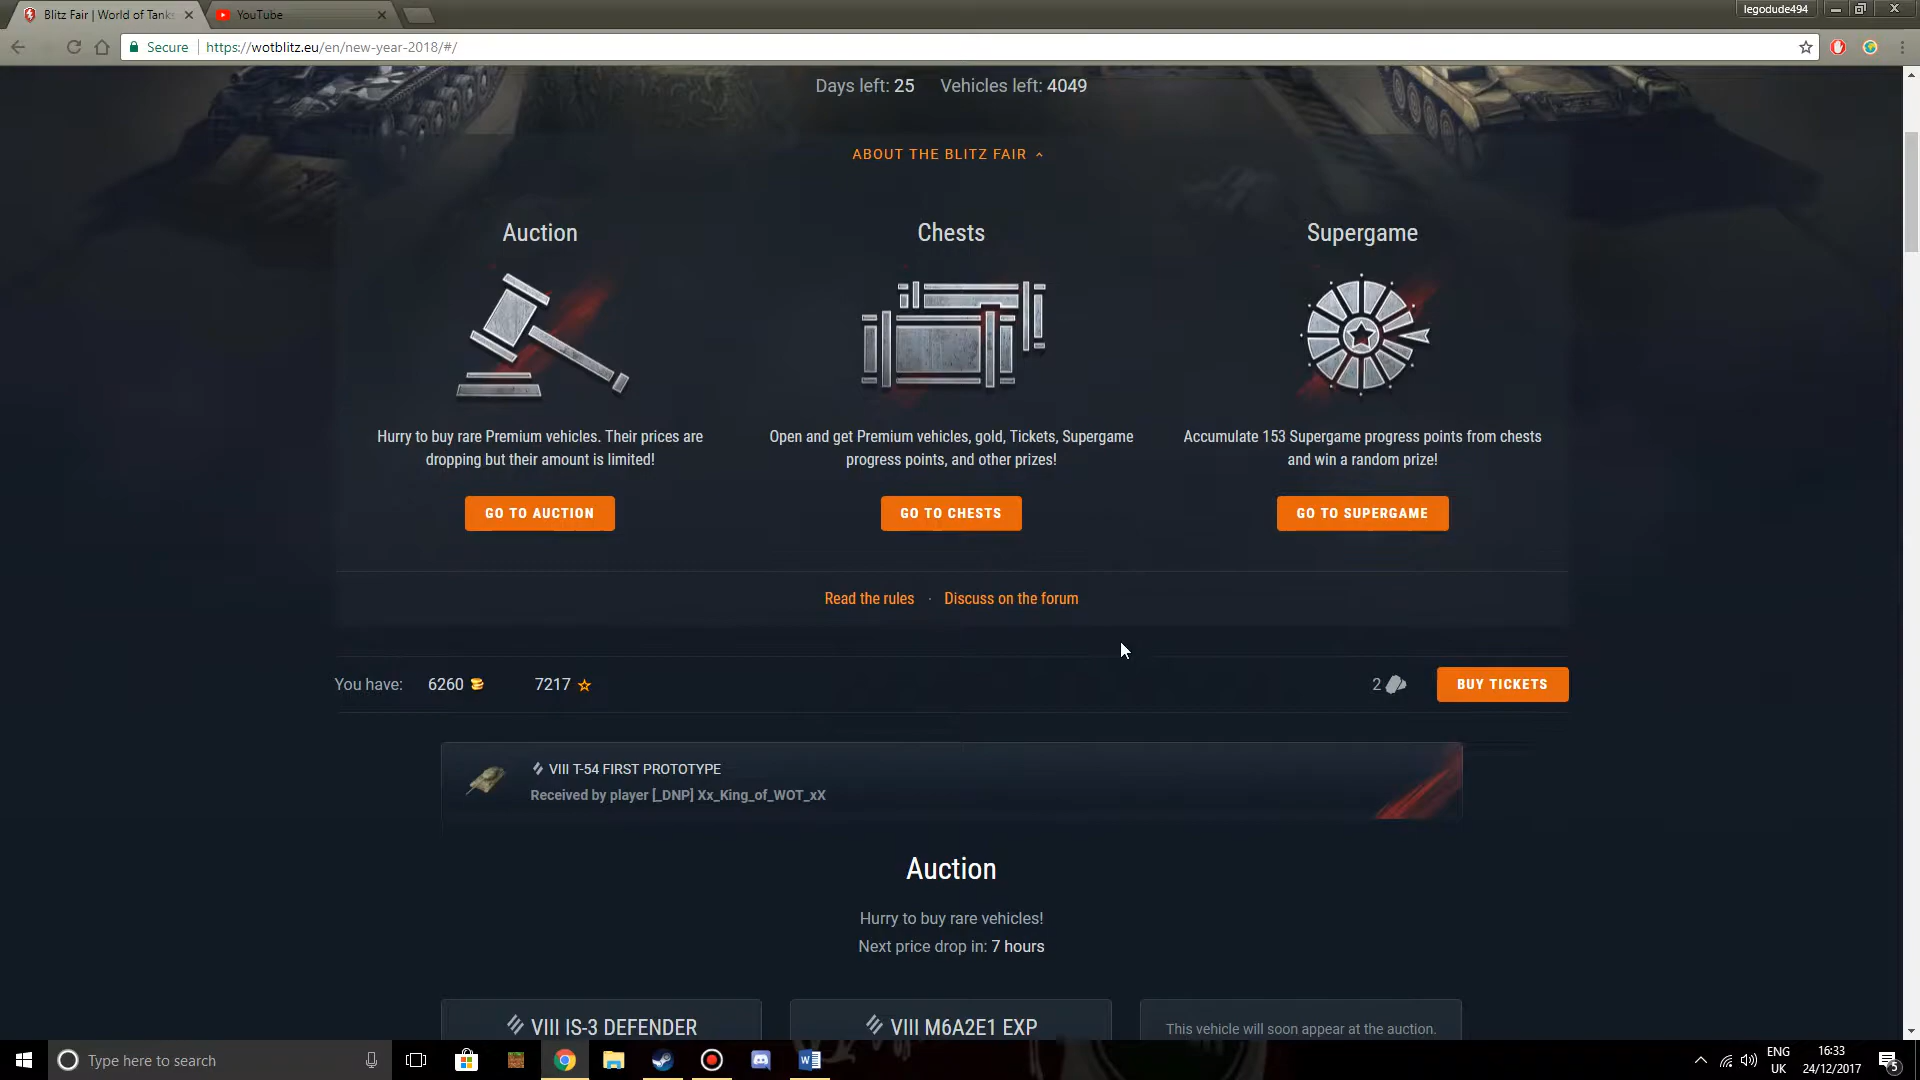 Blitz Fair | World of Tanks
YouTube
legodude494
Secure
https://wotblitz.eu/en/new-year-2018/#/
Days left: 25 Vehicles left: 4049
ABOUT THE BLITZ FAIR
Auction
Chests
Supergame
Hurry to buy rare Premium vehicles. Their prices are
dropping but their amount is limited!
Open and get Premium vehicles, gold, Tickets, Supergame
progress points, and other prizes!
Accumulate 153 Supergame progress points from chests
and win a random prize!
GO TO AUCTION
GO TO CHESTS
GO TO SUPERGAME
Read the rules · Discuss on the forum
You have: 6260 7217
2
BUY TICKETS
VIII T-54 FIRST PROTOTYPE
Received by player [_DNP] Xx_King_of_WOT_xX
Auction
Hurry to buy rare vehicles!
Next price drop in: 7 hours
VIII IS-3 DEFENDER
VIII M6A2E1 EXP
This vehicle will soon appear at the auction.
Type here to search
ENG
UK
16:33
24/12/2017
5